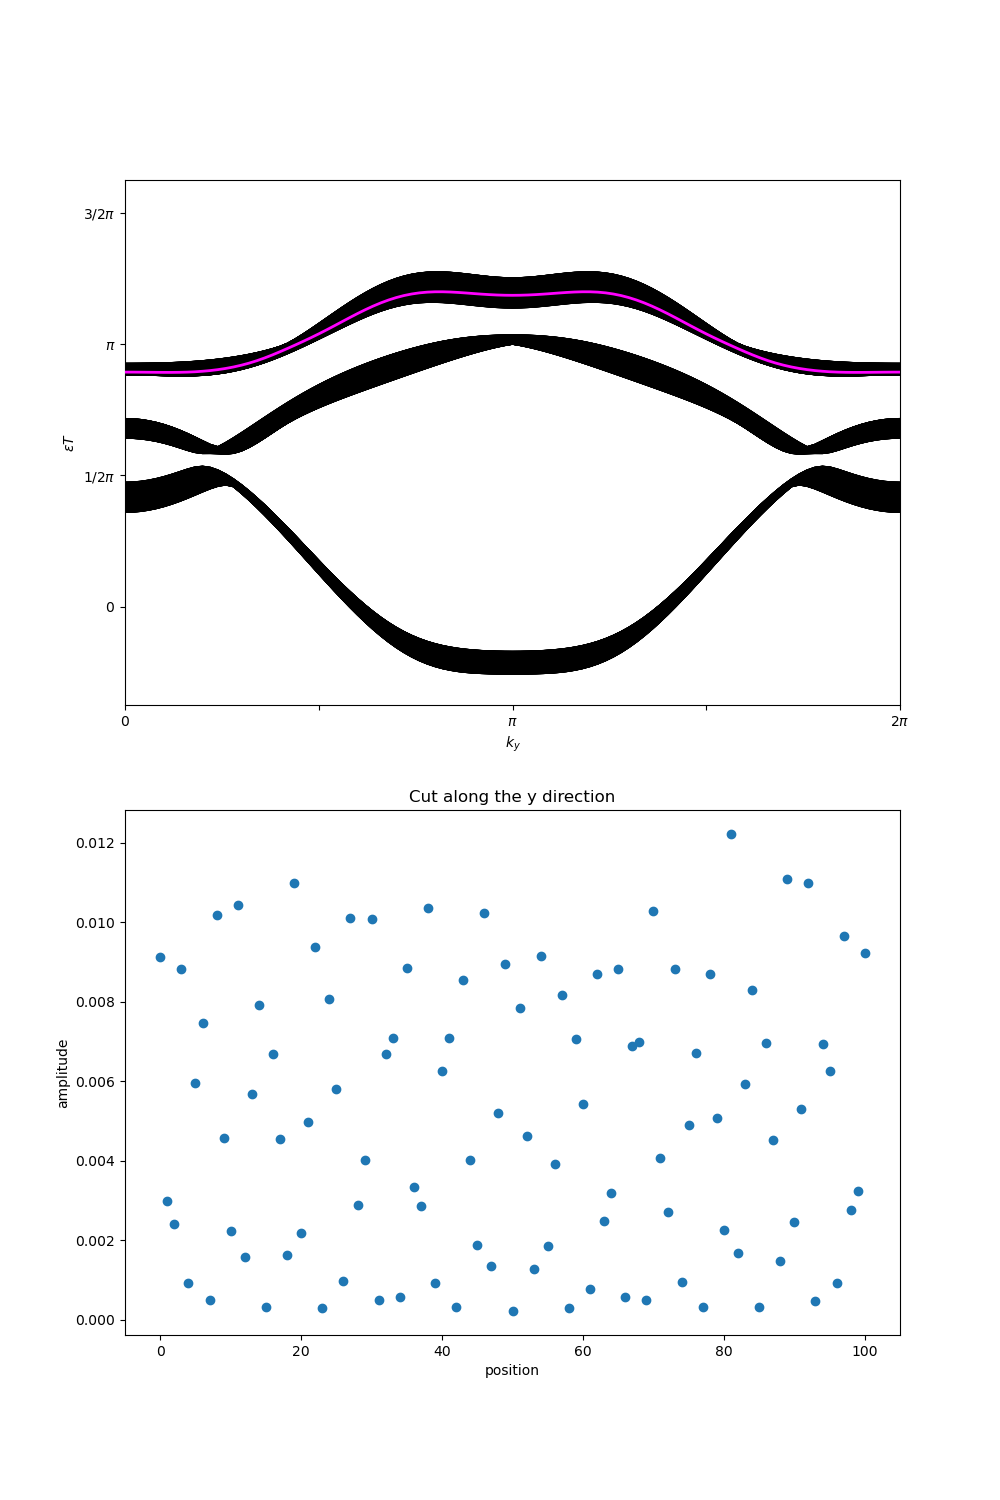 3/2π
π
1/2π
0
εT
0
π
2π
k_y
Cut along the y direction
0.012
0.010
0.008
0.006
0.004
0.002
0.000
amplitude
0
20
40
60
80
100
position